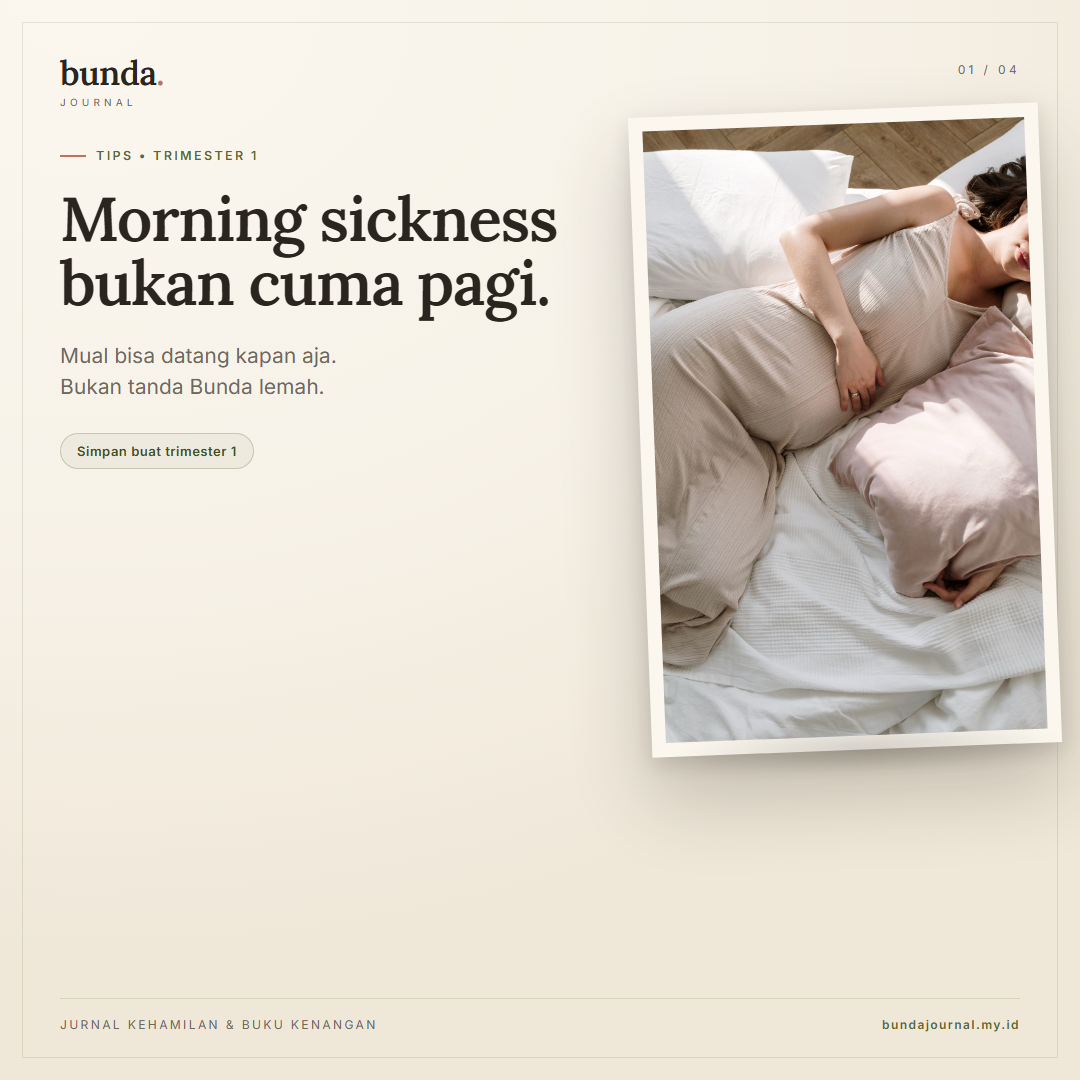 bunda.
JOURNAL
01 / 04
TIPS • TRIMESTER 1
Morning sickness
bukan cuma pagi.
Mual bisa datang kapan aja.
Bukan tanda Bunda lemah.
Simpan buat trimester 1
JURNAL KEHAMILAN & BUKU KENANGAN
bundajournal.my.id